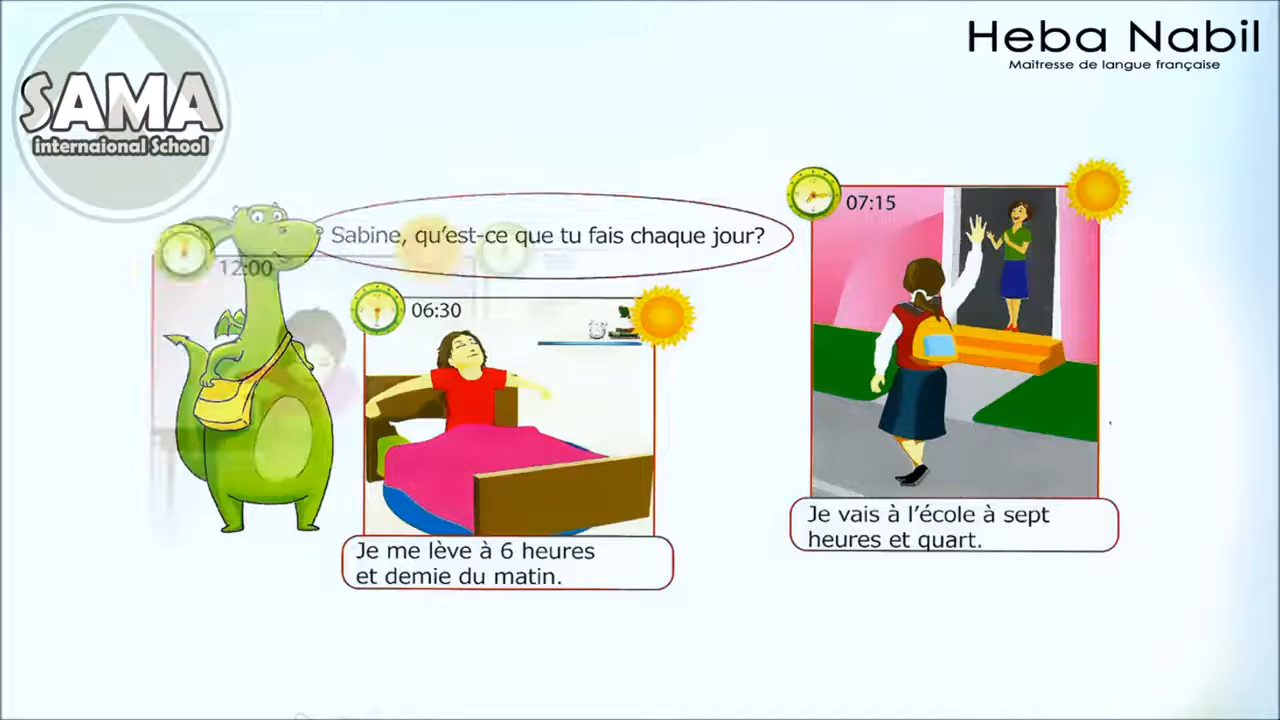 SAMA
internaional School
Heba Nabil
Maitresse de langue française
Sabine, qu'est-ce que tu fais chaque jour?
12:00
06:30
07:15
Je me lève à 6 heures
et demie du matin.
Je vais à l'école à sept
heures et quart.